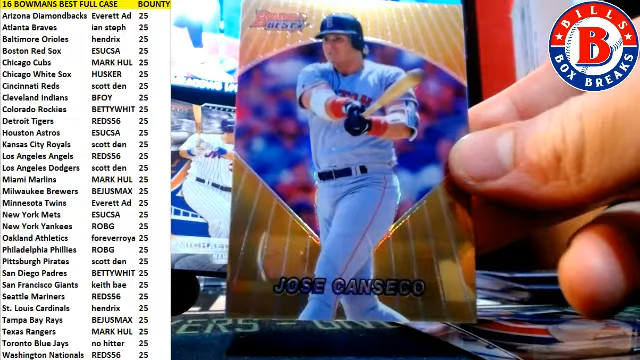 16 BOWMANS BEST FULL CASE BOUNTY
Arizona Diamondbacks Everett Ad 25
Atlanta Braves ian steph 25
Baltimore Orioles hendrix 25
Boston Red Sox ESUCSA 25
Chicago Cubs MARK HUL 25
Chicago White Sox HUSKER 25
Cincinnati Reds scott den 25
Cleveland Indians BFOY 25
Colorado Rockies BETTYWHIT 25
Detroit Tigers REDS56 25
Houston Astros ESUCSA 25
Kansas City Royals scott den 25
Los Angeles Angels REDS56 25
Los Angeles Dodgers scott den 25
Miami Marlins MARK HUL 25
Milwaukee Brewers BEJUSMAX 25
Minnesota Twins Everett Ad 25
New York Mets ESUCSA 25
New York Yankees ROBG 25
Oakland Athletics foreverroya 25
Philadelphia Phillies ROBG 25
Pittsburgh Pirates scott den 25
San Diego Padres BETTYWHIT 25
San Francisco Giants keith bae 25
Seattle Mariners REDS56 25
St. Louis Cardinals hendrix 25
Tampa Bay Rays BEJUSMAX 25
Texas Rangers MARK HUL 25
Toronto Blue Jays no hitter 25
Washington Nationals REDS56 25
Bowman's
BEST
JOSE CANSECO
MICHAEL
BILLS
B
BOX BREAKS